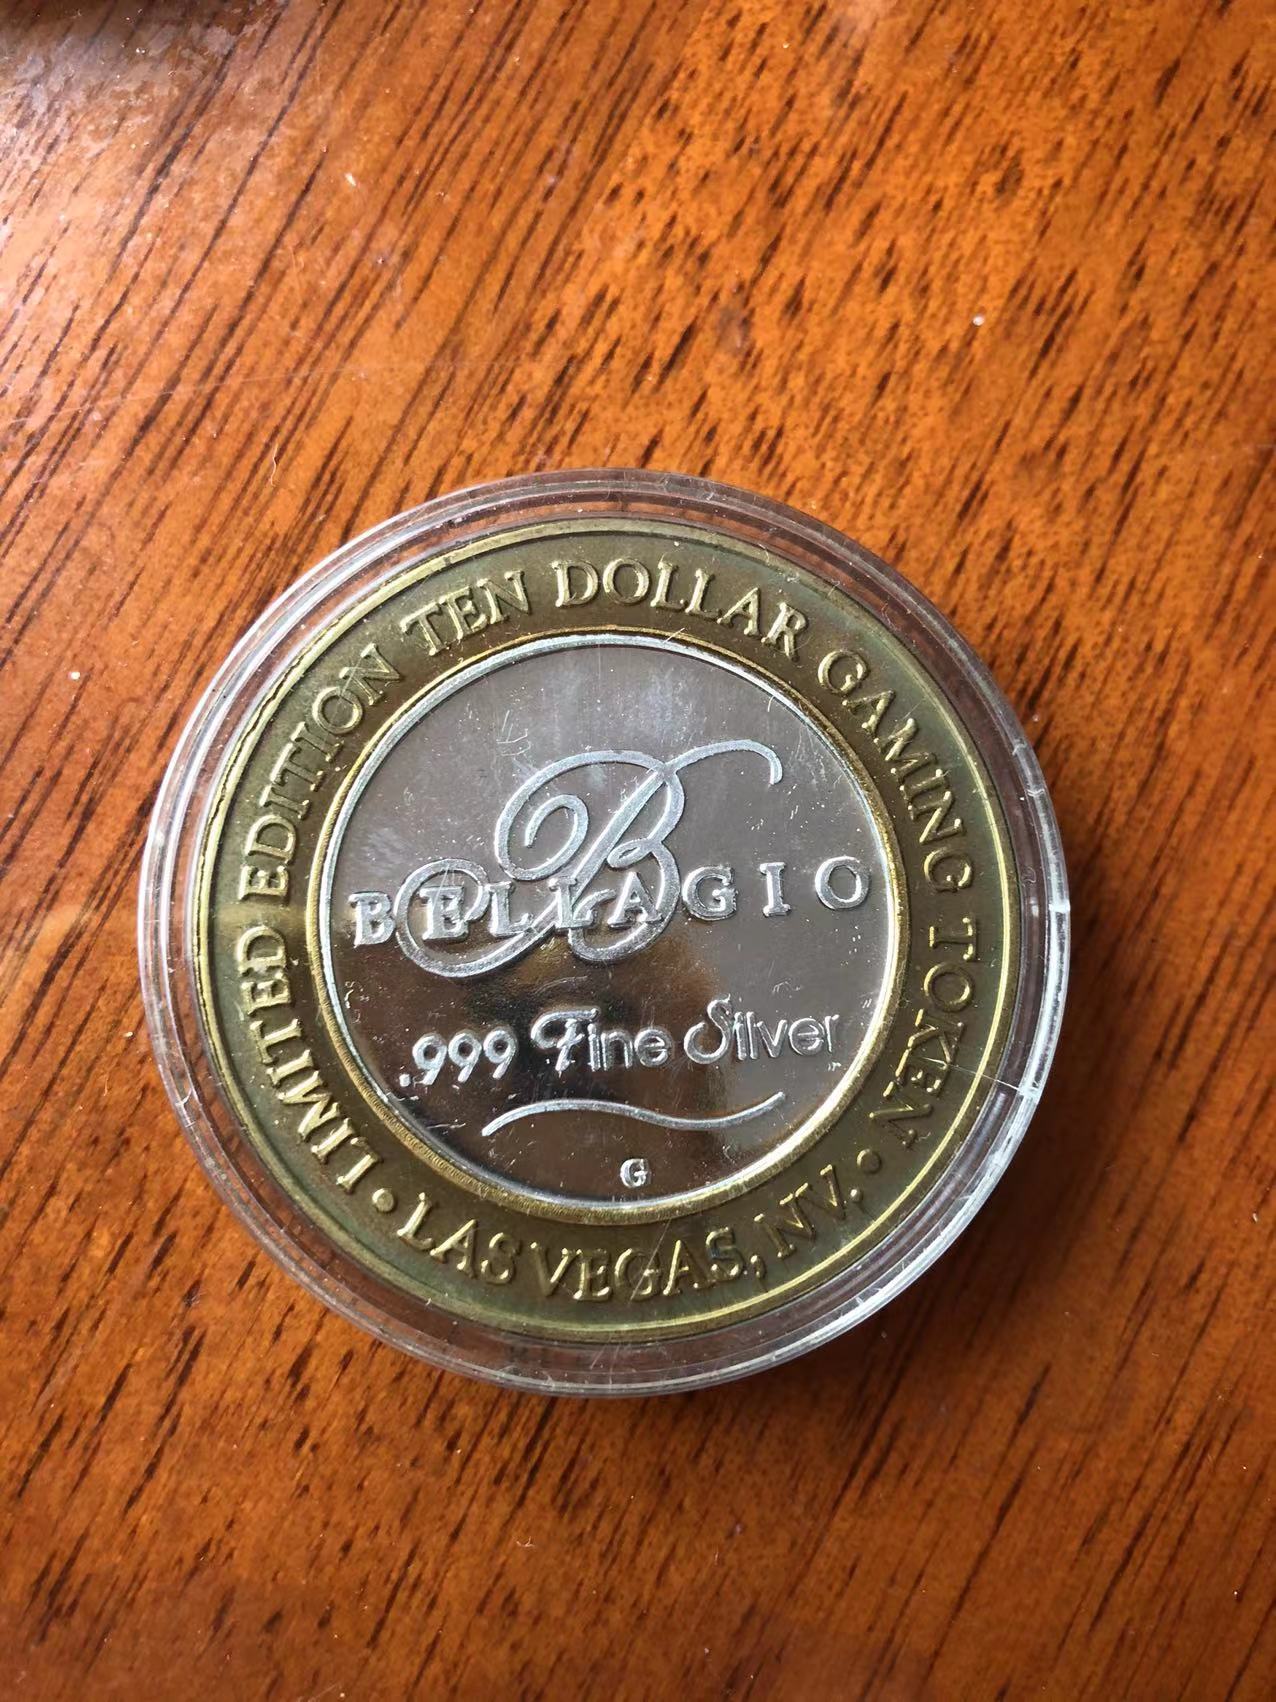 LIMITED EDITION TEN DOLLAR GAMING TOKEN
B
BELLAGIO
.999 Fine Silver
G
• LAS VEGAS, NV. •